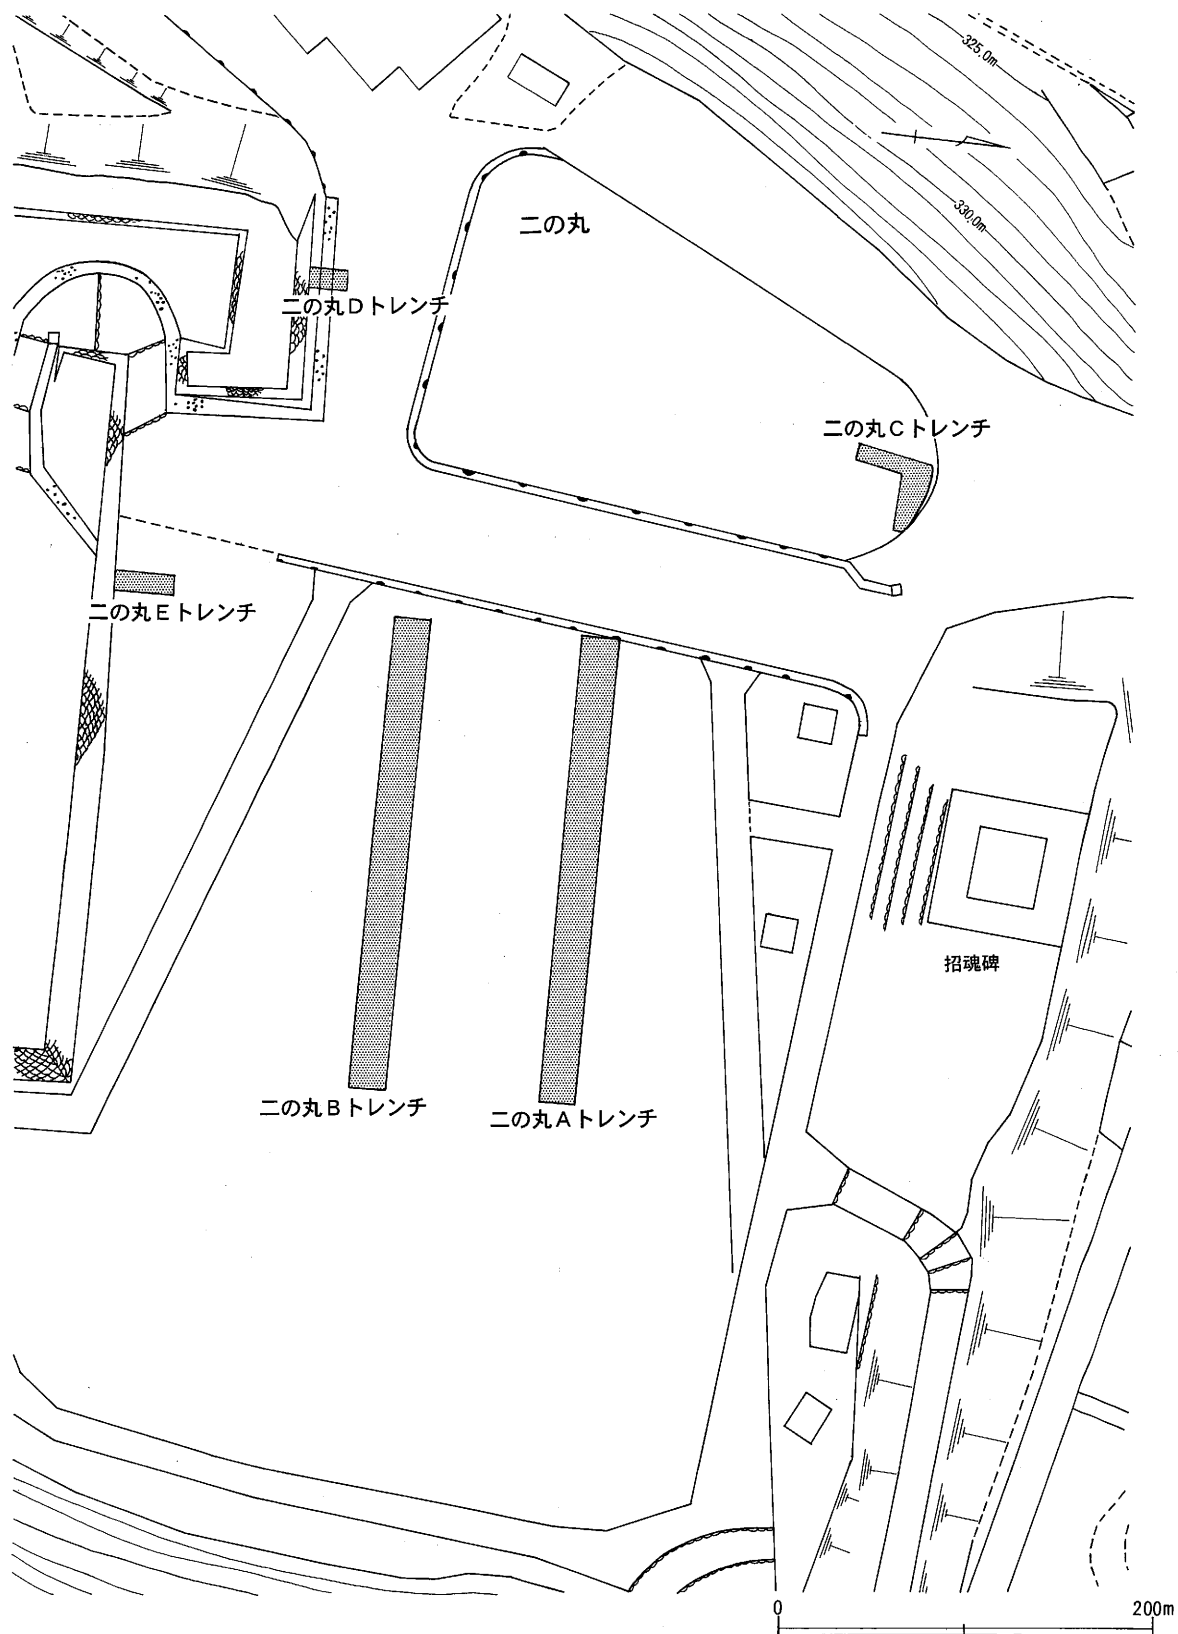 325.0m
330.0m
二の丸
二の丸Dトレンチ
二の丸Cトレンチ
二の丸Eトレンチ
招魂碑
二の丸Bトレンチ
二の丸Aトレンチ
0
200m